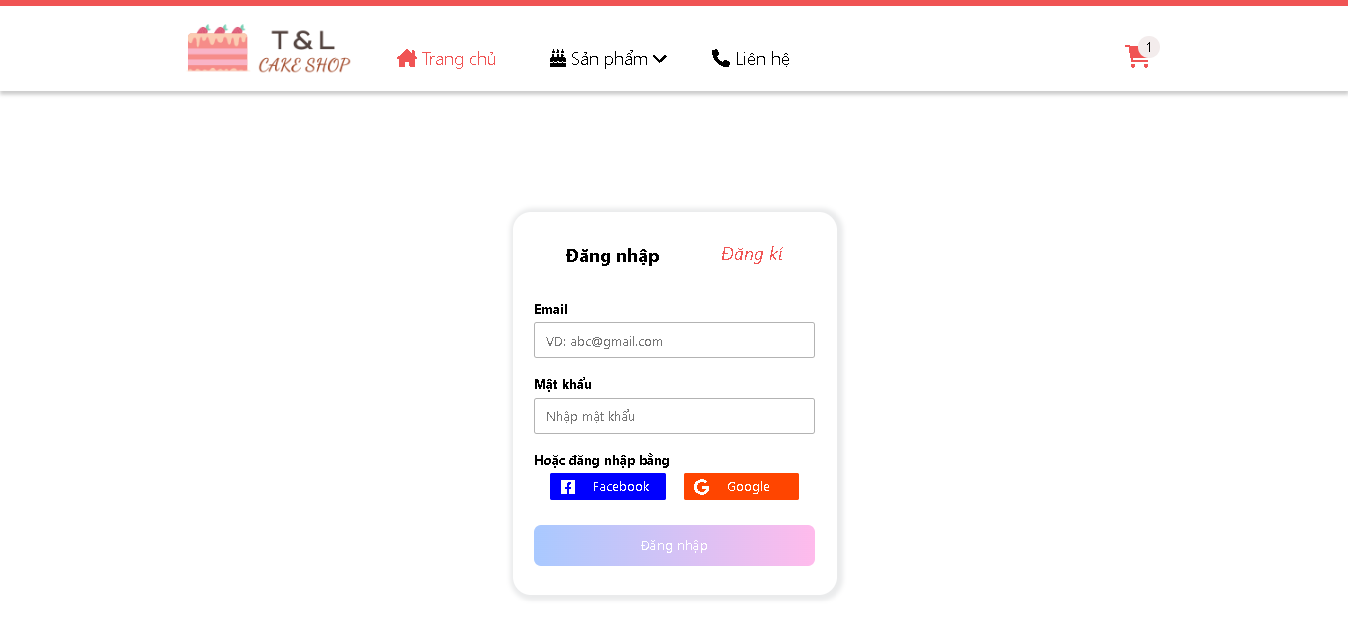 T&L
CAKE SHOP
Trang chủ
Sản phẩm
Liên hệ
1
Đăng nhập
Đăng kí
Email
VD: abc@gmail.com
Mật khẩu
Nhập mật khẩu
Hoặc đăng nhập bằng
Facebook
Google
Đăng nhập